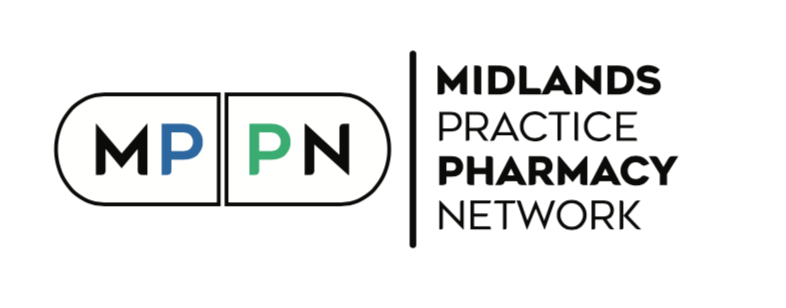 MPPN
MIDLANDS
PRACTICE
PHARMACY
NETWORK